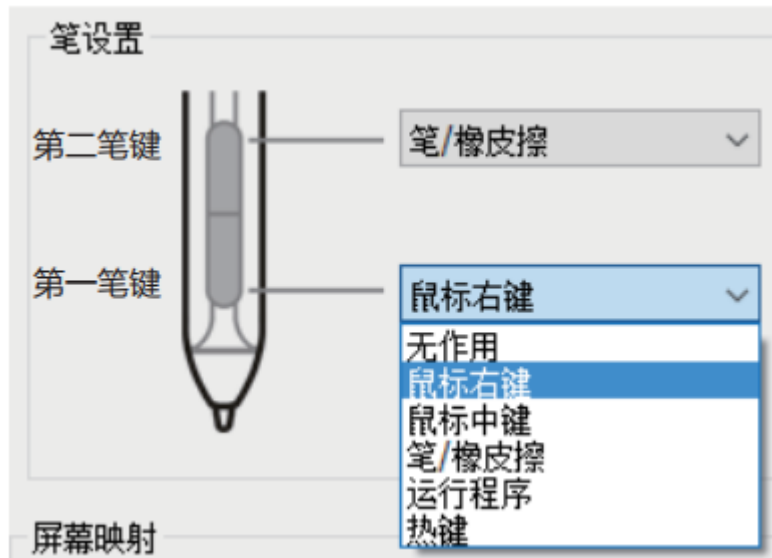 笔设置
第二笔键
笔/橡皮擦
第一笔键
鼠标右键
无作用
鼠标右键
鼠标中键
笔/橡皮擦
运行程序
热键
屏幕映射